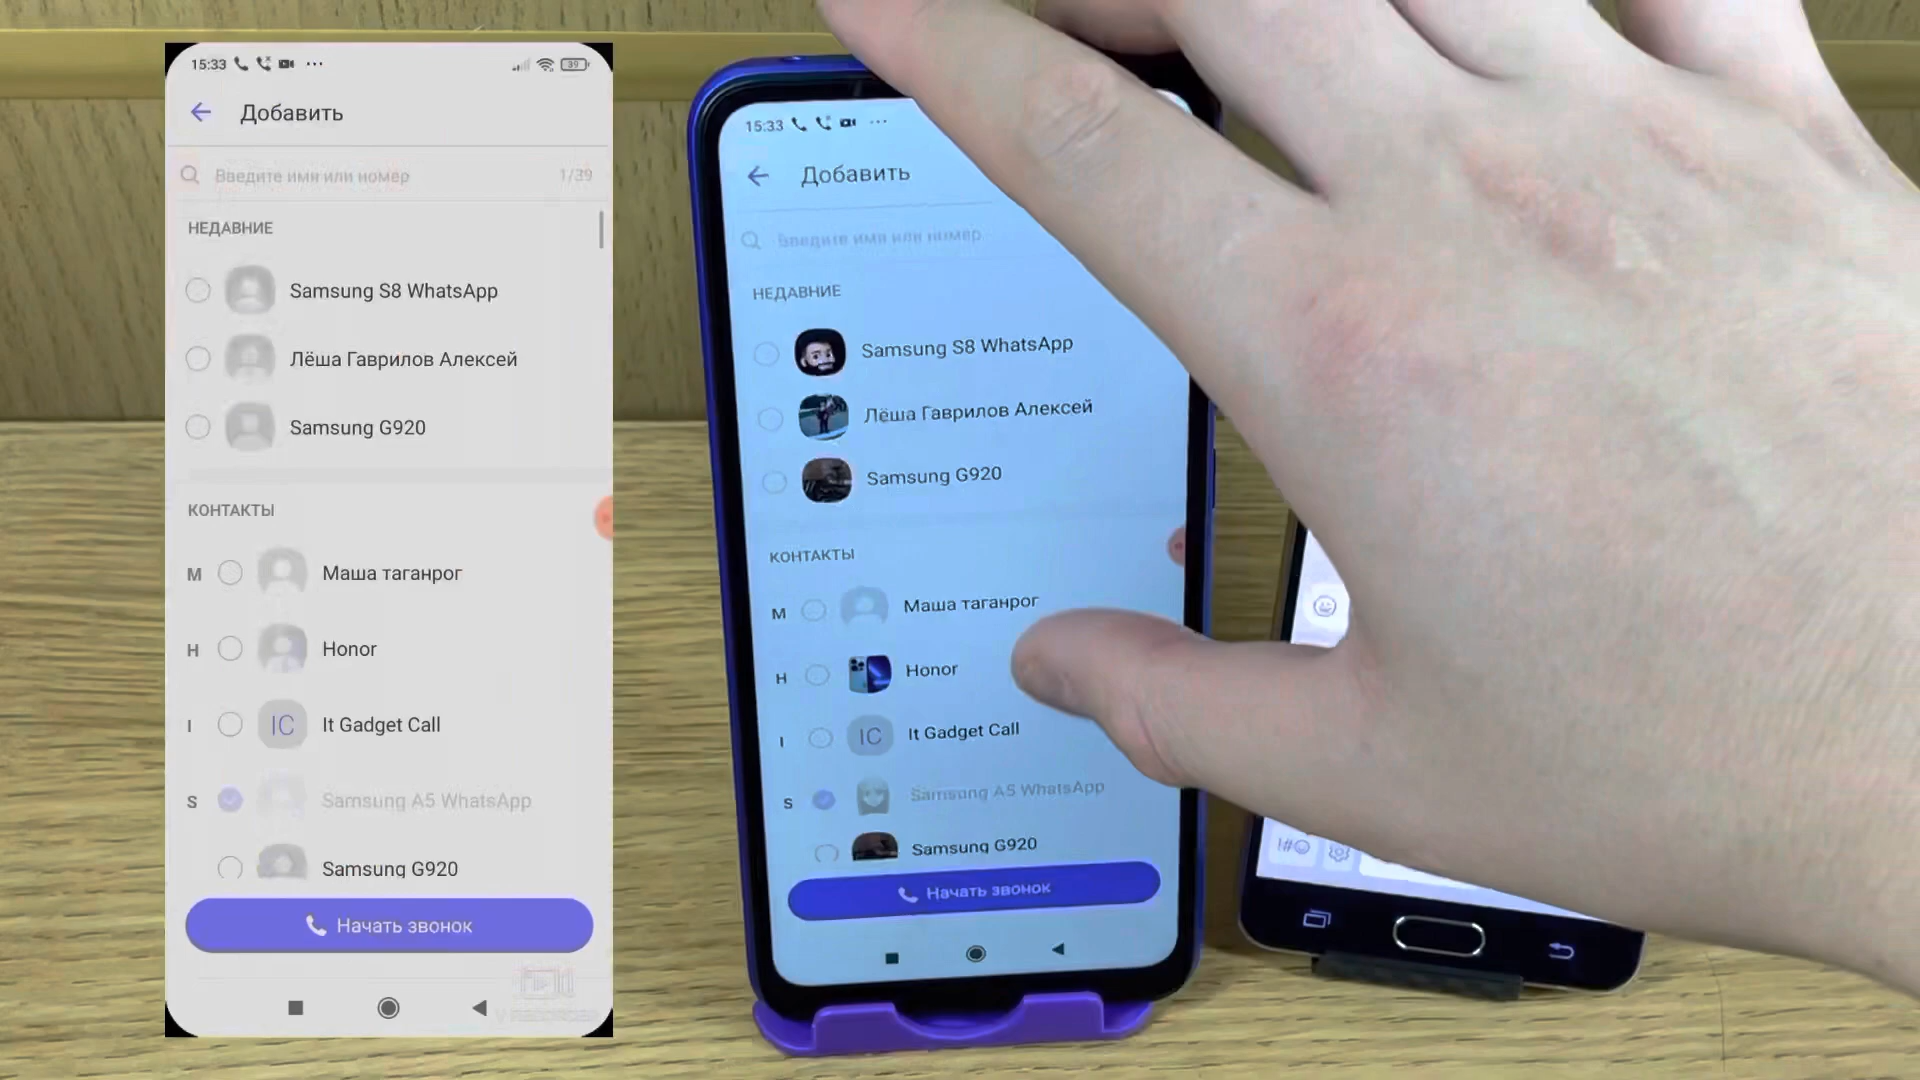 15:33
39
Добавить
Введите имя или номер
1/39
НЕДАВНИЕ
Samsung S8 WhatsApp
Лёша Гаврилов Алексей
Samsung G920
КОНТАКТЫ
M Маша таганрог
H Honor
I IC It Gadget Call
S Samsung A5 WhatsApp
Samsung G920
Начать звонок
15:33
Добавить
Введите имя или номер
НЕДАВНИЕ
Samsung S8 WhatsApp
Лёша Гаврилов Алексей
Samsung G920
КОНТАКТЫ
M Маша таганрог
H Honor
I IC It Gadget Call
S Samsung A5 WhatsApp
Samsung G920
Начать звонок
!#☺